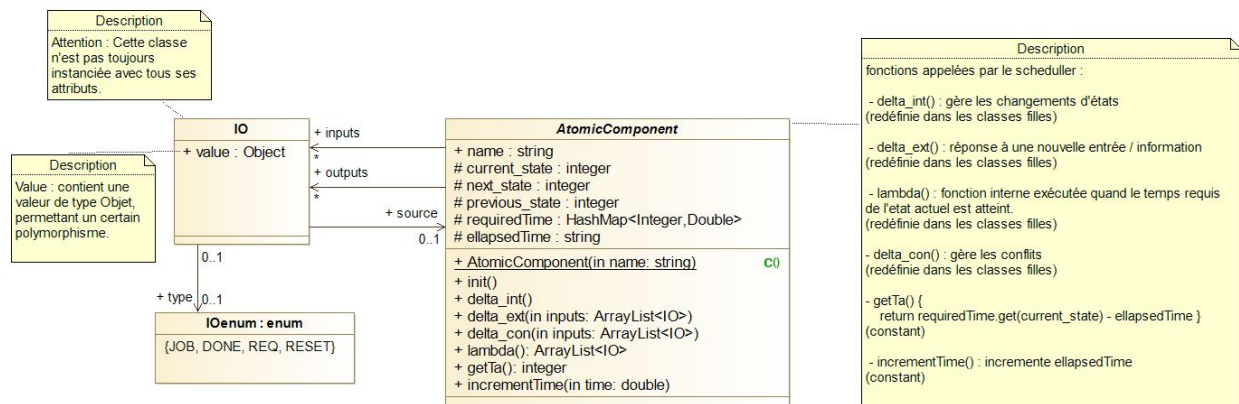 Description
Attention : Cette classe
n'est pas toujours
instanciée avec tous ses
attributs.
Description
Value : contient une
valeur de type Objet,
permettant un certain
polymorphisme.
IO
+ value : Object
+ inputs
*
+ outputs
*
+ source
0..1
0..1
+ type
0..1
IOenum : enum
{JOB, DONE, REQ, RESET}
AtomicComponent
+ name : string
# current_state : integer
# next_state : integer
# previous_state : integer
# requiredTime : HashMap<Integer,Double>
# ellapsedTime : string
+ AtomicComponent(in name: string)
C()
+ init()
+ delta_int()
+ delta_ext(in inputs: ArrayList<IO>)
+ delta_con(in inputs: ArrayList<IO>)
+ lambda(): ArrayList<IO>
+ getTa(): integer
+ incrementTime(in time: double)
Description
fonctions appelées par le scheduller :
- delta_int() : gère les changements d'états
(redéfinie dans les classes filles)
- delta_ext() : réponse à une nouvelle entrée / information
(redéfinie dans les classes filles)
- lambda() : fonction interne exécutée quand le temps requis
de l'etat actuel est atteint.
(redéfinie dans les classes filles)
- delta_con() : gère les conflits
(redéfinie dans les classes filles)
- getTa() {
return requiredTime.get(current_state) - ellapsedTime }
(constant)
- incrementTime() : incremente ellapsedTime
(constant)